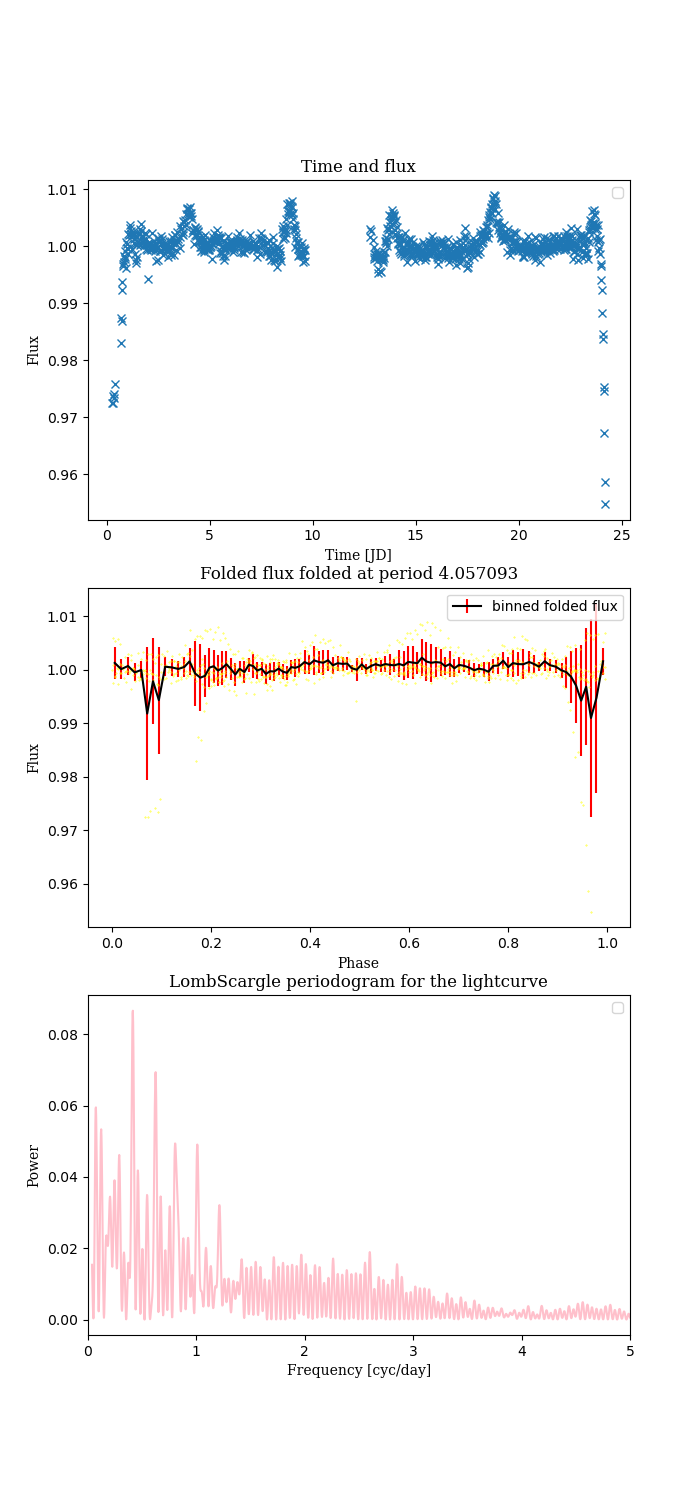 Time and flux
1.01
1.00
0.99
0.98
0.97
0.96
Flux
0 5 10 15 20 25
Time [JD]
Folded flux folded at period 4.057093
binned folded flux
1.01
1.00
0.99
0.98
0.97
0.96
Flux
0.0 0.2 0.4 0.6 0.8 1.0
Phase
LombScargle periodogram for the lightcurve
0.08
0.06
0.04
0.02
0.00
Power
0 1 2 3 4 5
Frequency [cyc/day]